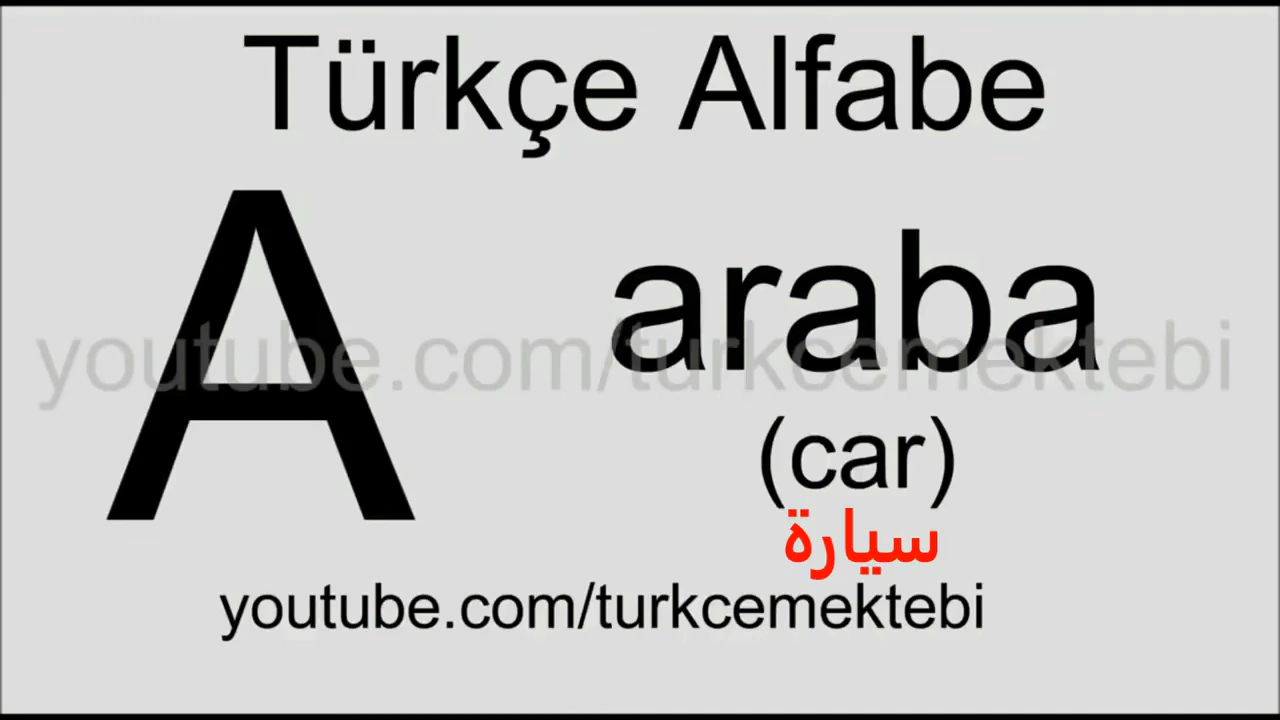 Türkçe Alfabe
A
araba
(car)
سيارة
youtube.com/turkcemektebi
youtube.com/turkcemektebi